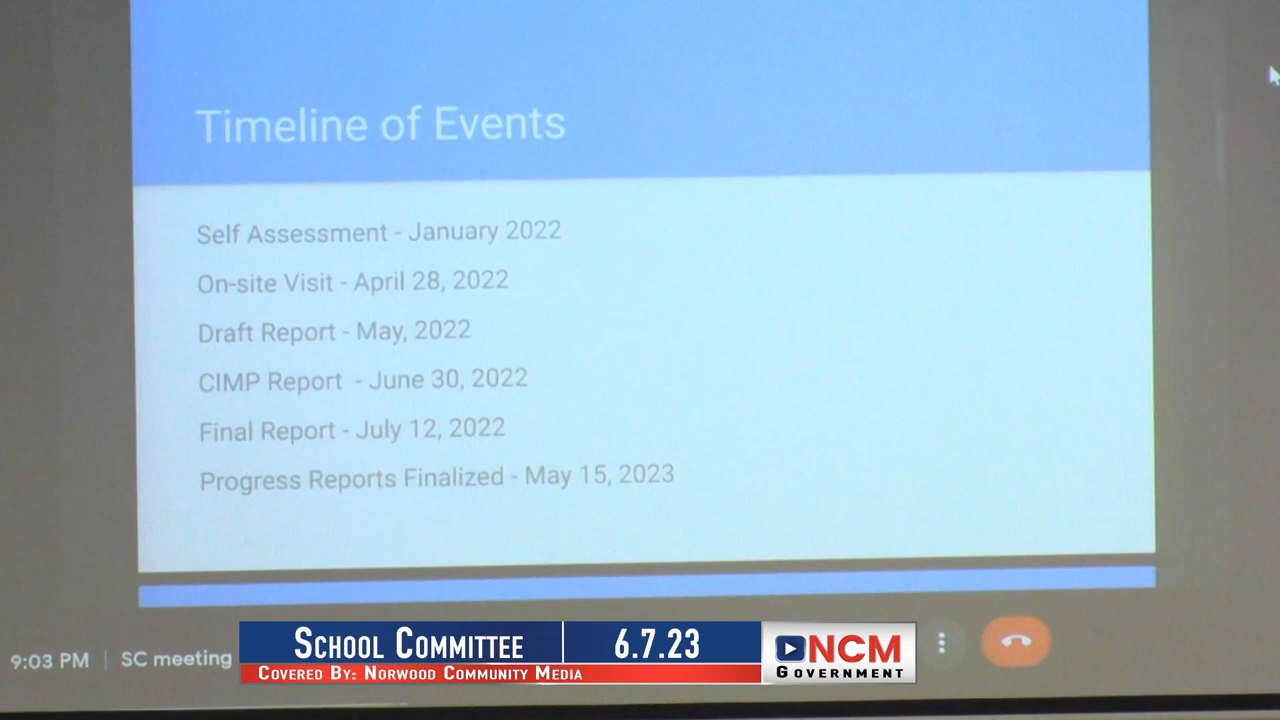 Timeline of Events
Self Assessment - January 2022
On-site Visit - April 28, 2022
Draft Report - May, 2022
CIMP Report - June 30, 2022
Final Report - July 12, 2022
Progress Reports Finalized - May 15, 2023
9:03 PM | SC meeting
SCHOOL COMMITTEE 6.7.23
COVERED BY: NORWOOD COMMUNITY MEDIA
NCM
GOVERNMENT